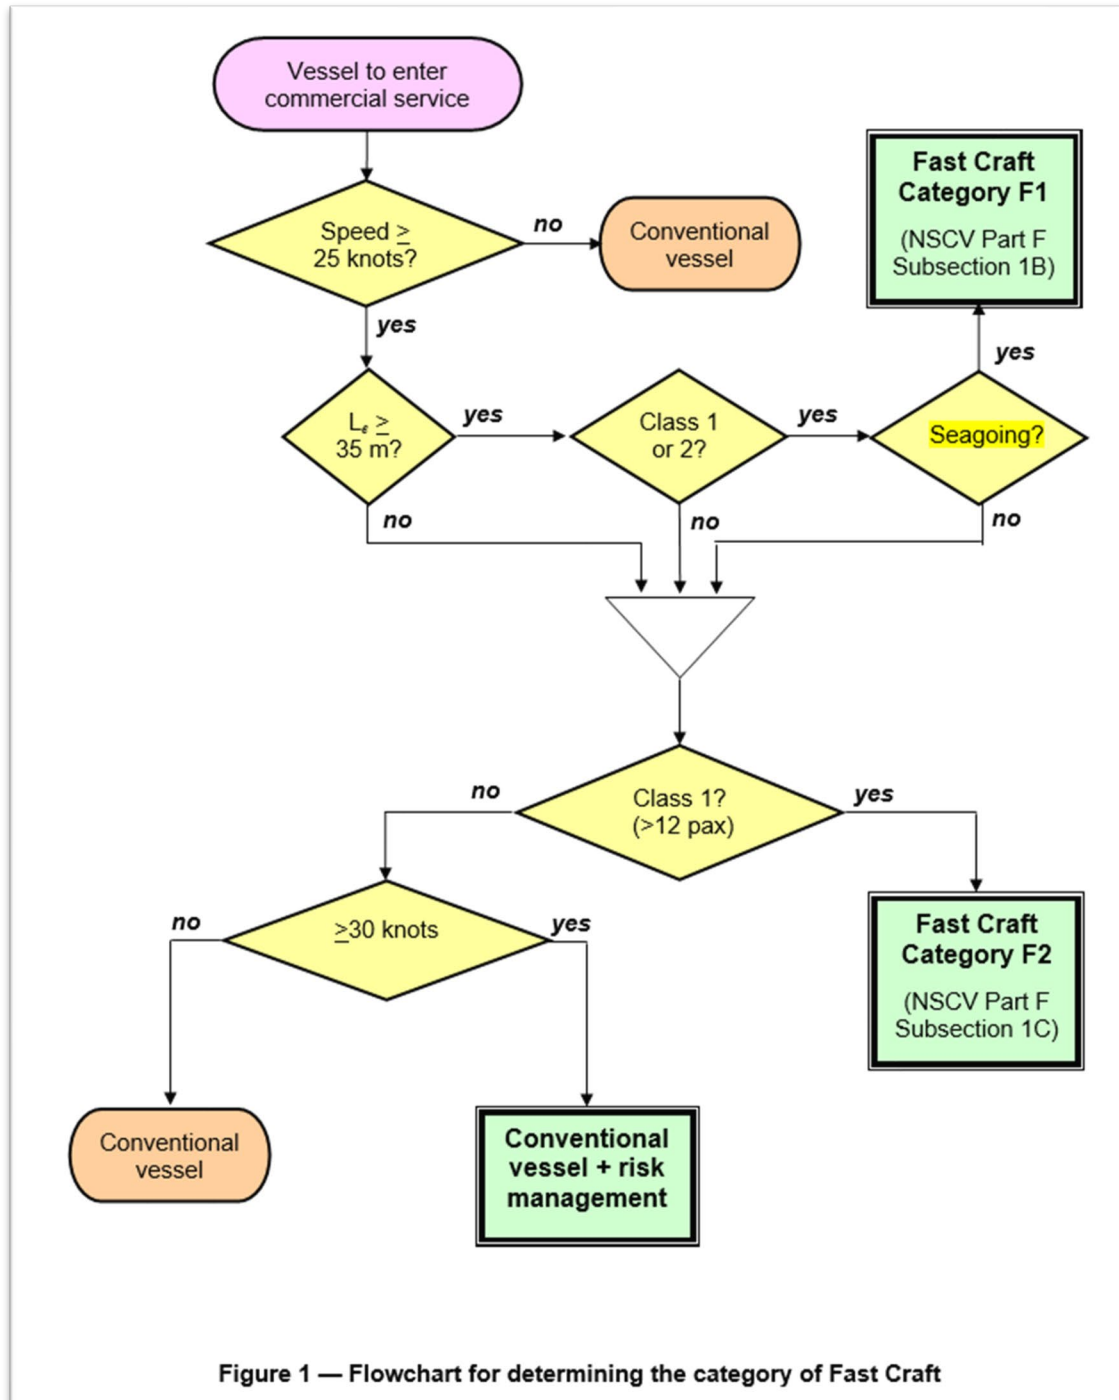 Vessel to enter
commercial service
Speed ≥
25 knots?
no
Conventional
vessel
Fast Craft
Category F1
(NSCV Part F
Subsection 1B)
yes
yes
Lε ≥
35 m?
yes
Class 1
or 2?
yes
Seagoing?
no
no
no
Class 1?
(>12 pax)
no
yes
≥30 knots
no
yes
Fast Craft
Category F2
(NSCV Part F
Subsection 1C)
Conventional
vessel
Conventional
vessel + risk
management
Figure 1 — Flowchart for determining the category of Fast Craft